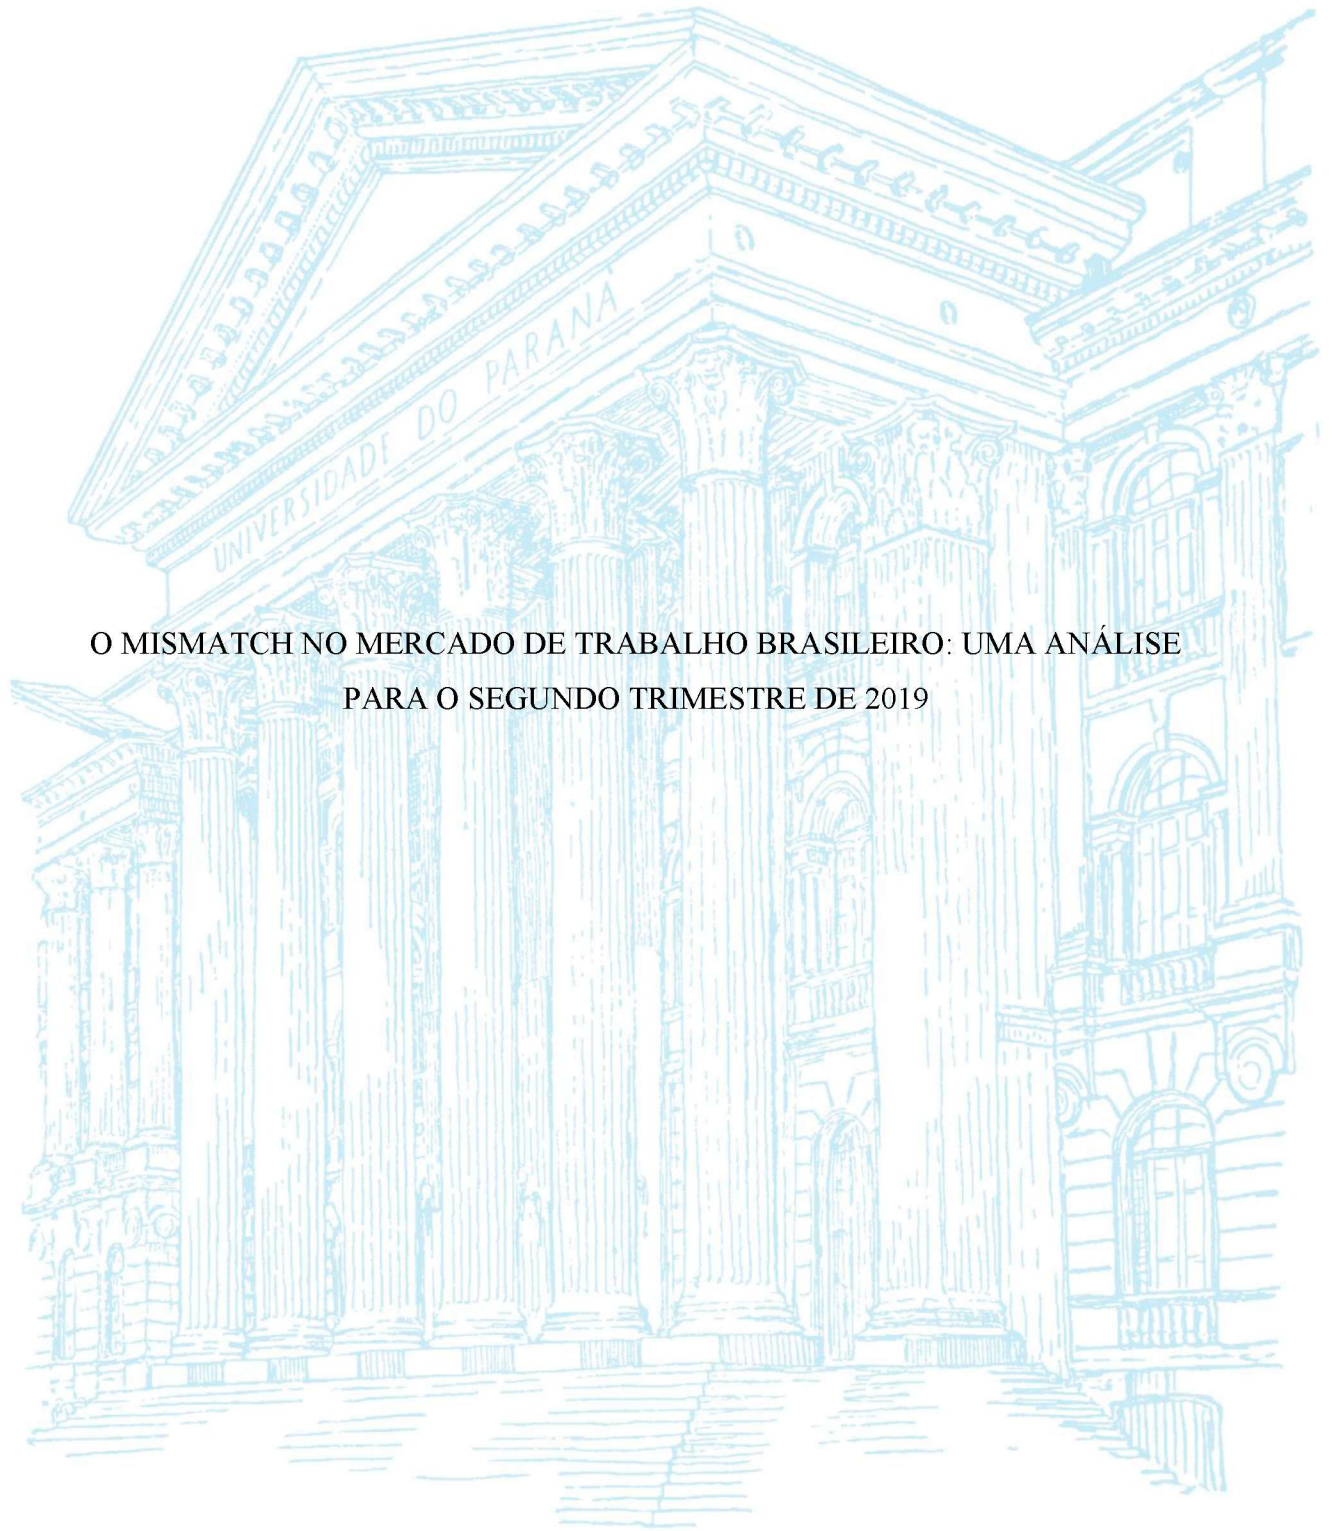 UNIVERSIDADE DO PARANÁ
O MISMATCH NO MERCADO DE TRABALHO BRASILEIRO: UMA ANÁLISE
PARA O SEGUNDO TRIMESTRE DE 2019